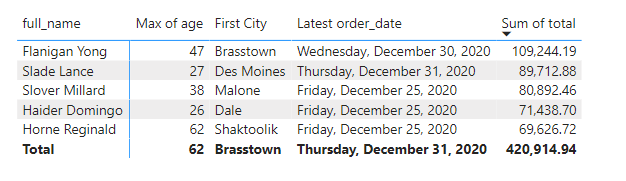 full_name Max of age First City Latest order_date Sum of total
Flanigan Yong 47 Brasstown Wednesday, December 30, 2020 109,244.19
Slade Lance 27 Des Moines Thursday, December 31, 2020 89,712.88
Slover Millard 38 Malone Friday, December 25, 2020 80,892.46
Haider Domingo 26 Dale Friday, December 25, 2020 71,438.70
Horne Reginald 62 Shaktoolik Friday, December 25, 2020 69,626.72
Total 62 Brasstown Thursday, December 31, 2020 420,914.94